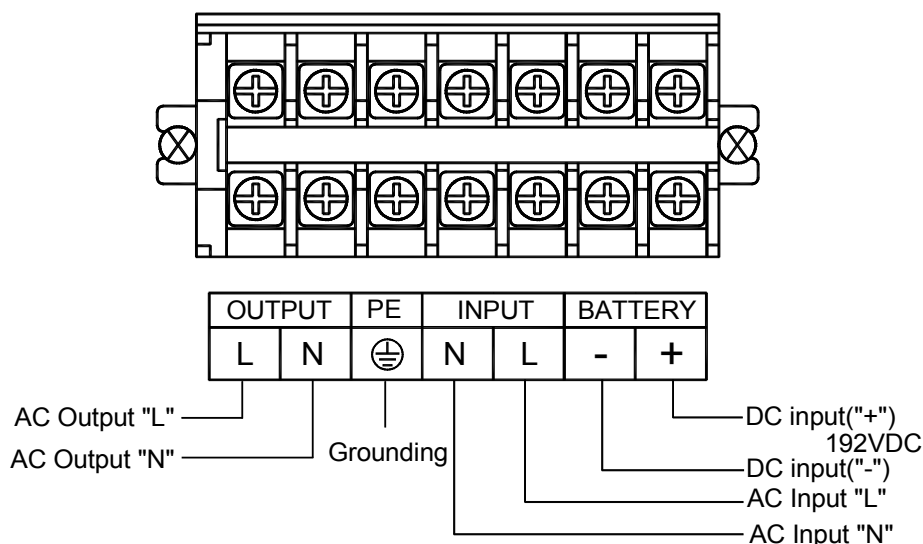 OUTPUT PE INPUT BATTERY
L N N L - +
AC Output "L"
AC Output "N"
Grounding
DC input("+")
192VDC
DC input("-")
AC Input "L"
AC Input "N"